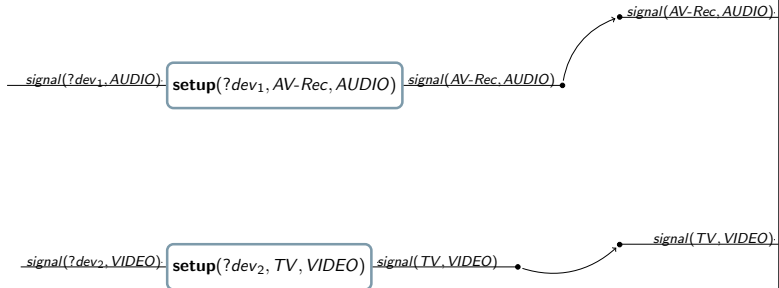 signal(AV-Rec, AUDIO)
signal(?dev₁, AUDIO)
setup(?dev₁, AV-Rec, AUDIO)
signal(AV-Rec, AUDIO)
signal(TV, VIDEO)
signal(?dev₂, VIDEO)
setup(?dev₂, TV, VIDEO)
signal(TV, VIDEO)